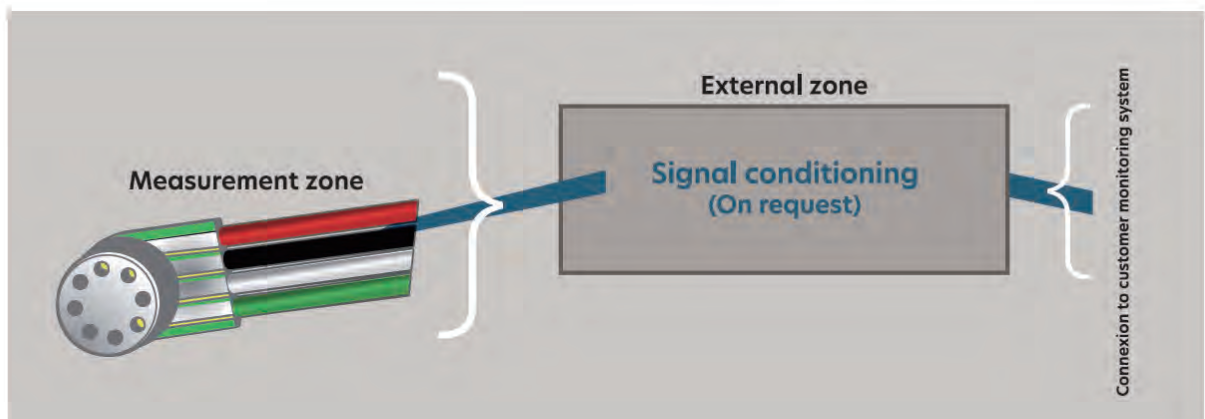 Measurement zone
External zone
Signal conditioning
(On request)
Connexion to customer monitoring system